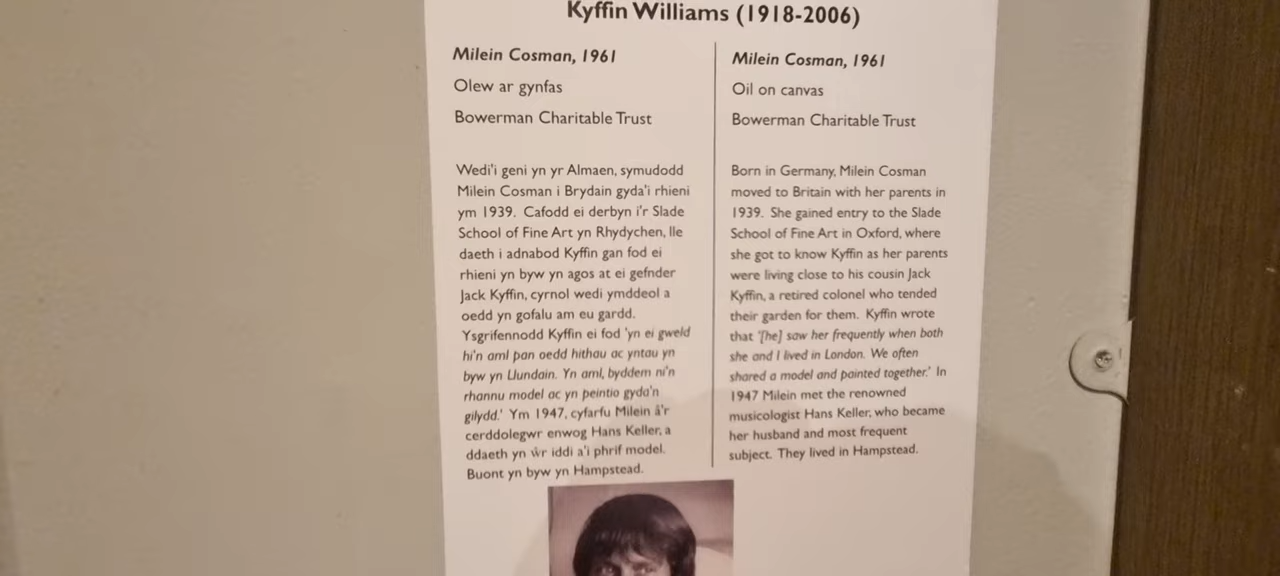 Kyffin Williams (1918-2006)
Milein Cosman, 1961
Olew ar gynfas
Bowerman Charitable Trust
Wedi'i geni yn yr Almaen, symudodd
Milein Cosman i Brydain gyda'i rhieni
ym 1939. Cafodd ei derbyn i'r Slade
School of Fine Art yn Rhydychen, lle
daeth i adnabod Kyffin gan fod ei
rhieni yn byw yn agos at ei gefnder
Jack Kyffin, cyrnol wedi ymddeol a
oedd yn gofalu am eu gardd.
Ysgrifennodd Kyffin ei fod 'yn ei gweld
hi'n aml pan oedd hithau ac yntau yn
byw yn Llundain. Yn aml, byddem ni'n
rhannu model ac yn peintio gyda'n
gilydd.' Ym 1947, cyfarfu Milein â'r
cerddolegwr enwog Hans Keller, a
ddaeth yn ŵr iddi a'i phrif model.
Buont yn byw yn Hampstead.
Milein Cosman, 1961
Oil on canvas
Bowerman Charitable Trust
Born in Germany, Milein Cosman
moved to Britain with her parents in
1939. She gained entry to the Slade
School of Fine Art in Oxford, where
she got to know Kyffin as her parents
were living close to his cousin Jack
Kyffin, a retired colonel who tended
their garden for them. Kyffin wrote
that '[he] saw her frequently when both
she and I lived in London. We often
shared a model and painted together.' In
1947 Milein met the renowned
musicologist Hans Keller, who became
her husband and most frequent
subject. They lived in Hampstead.